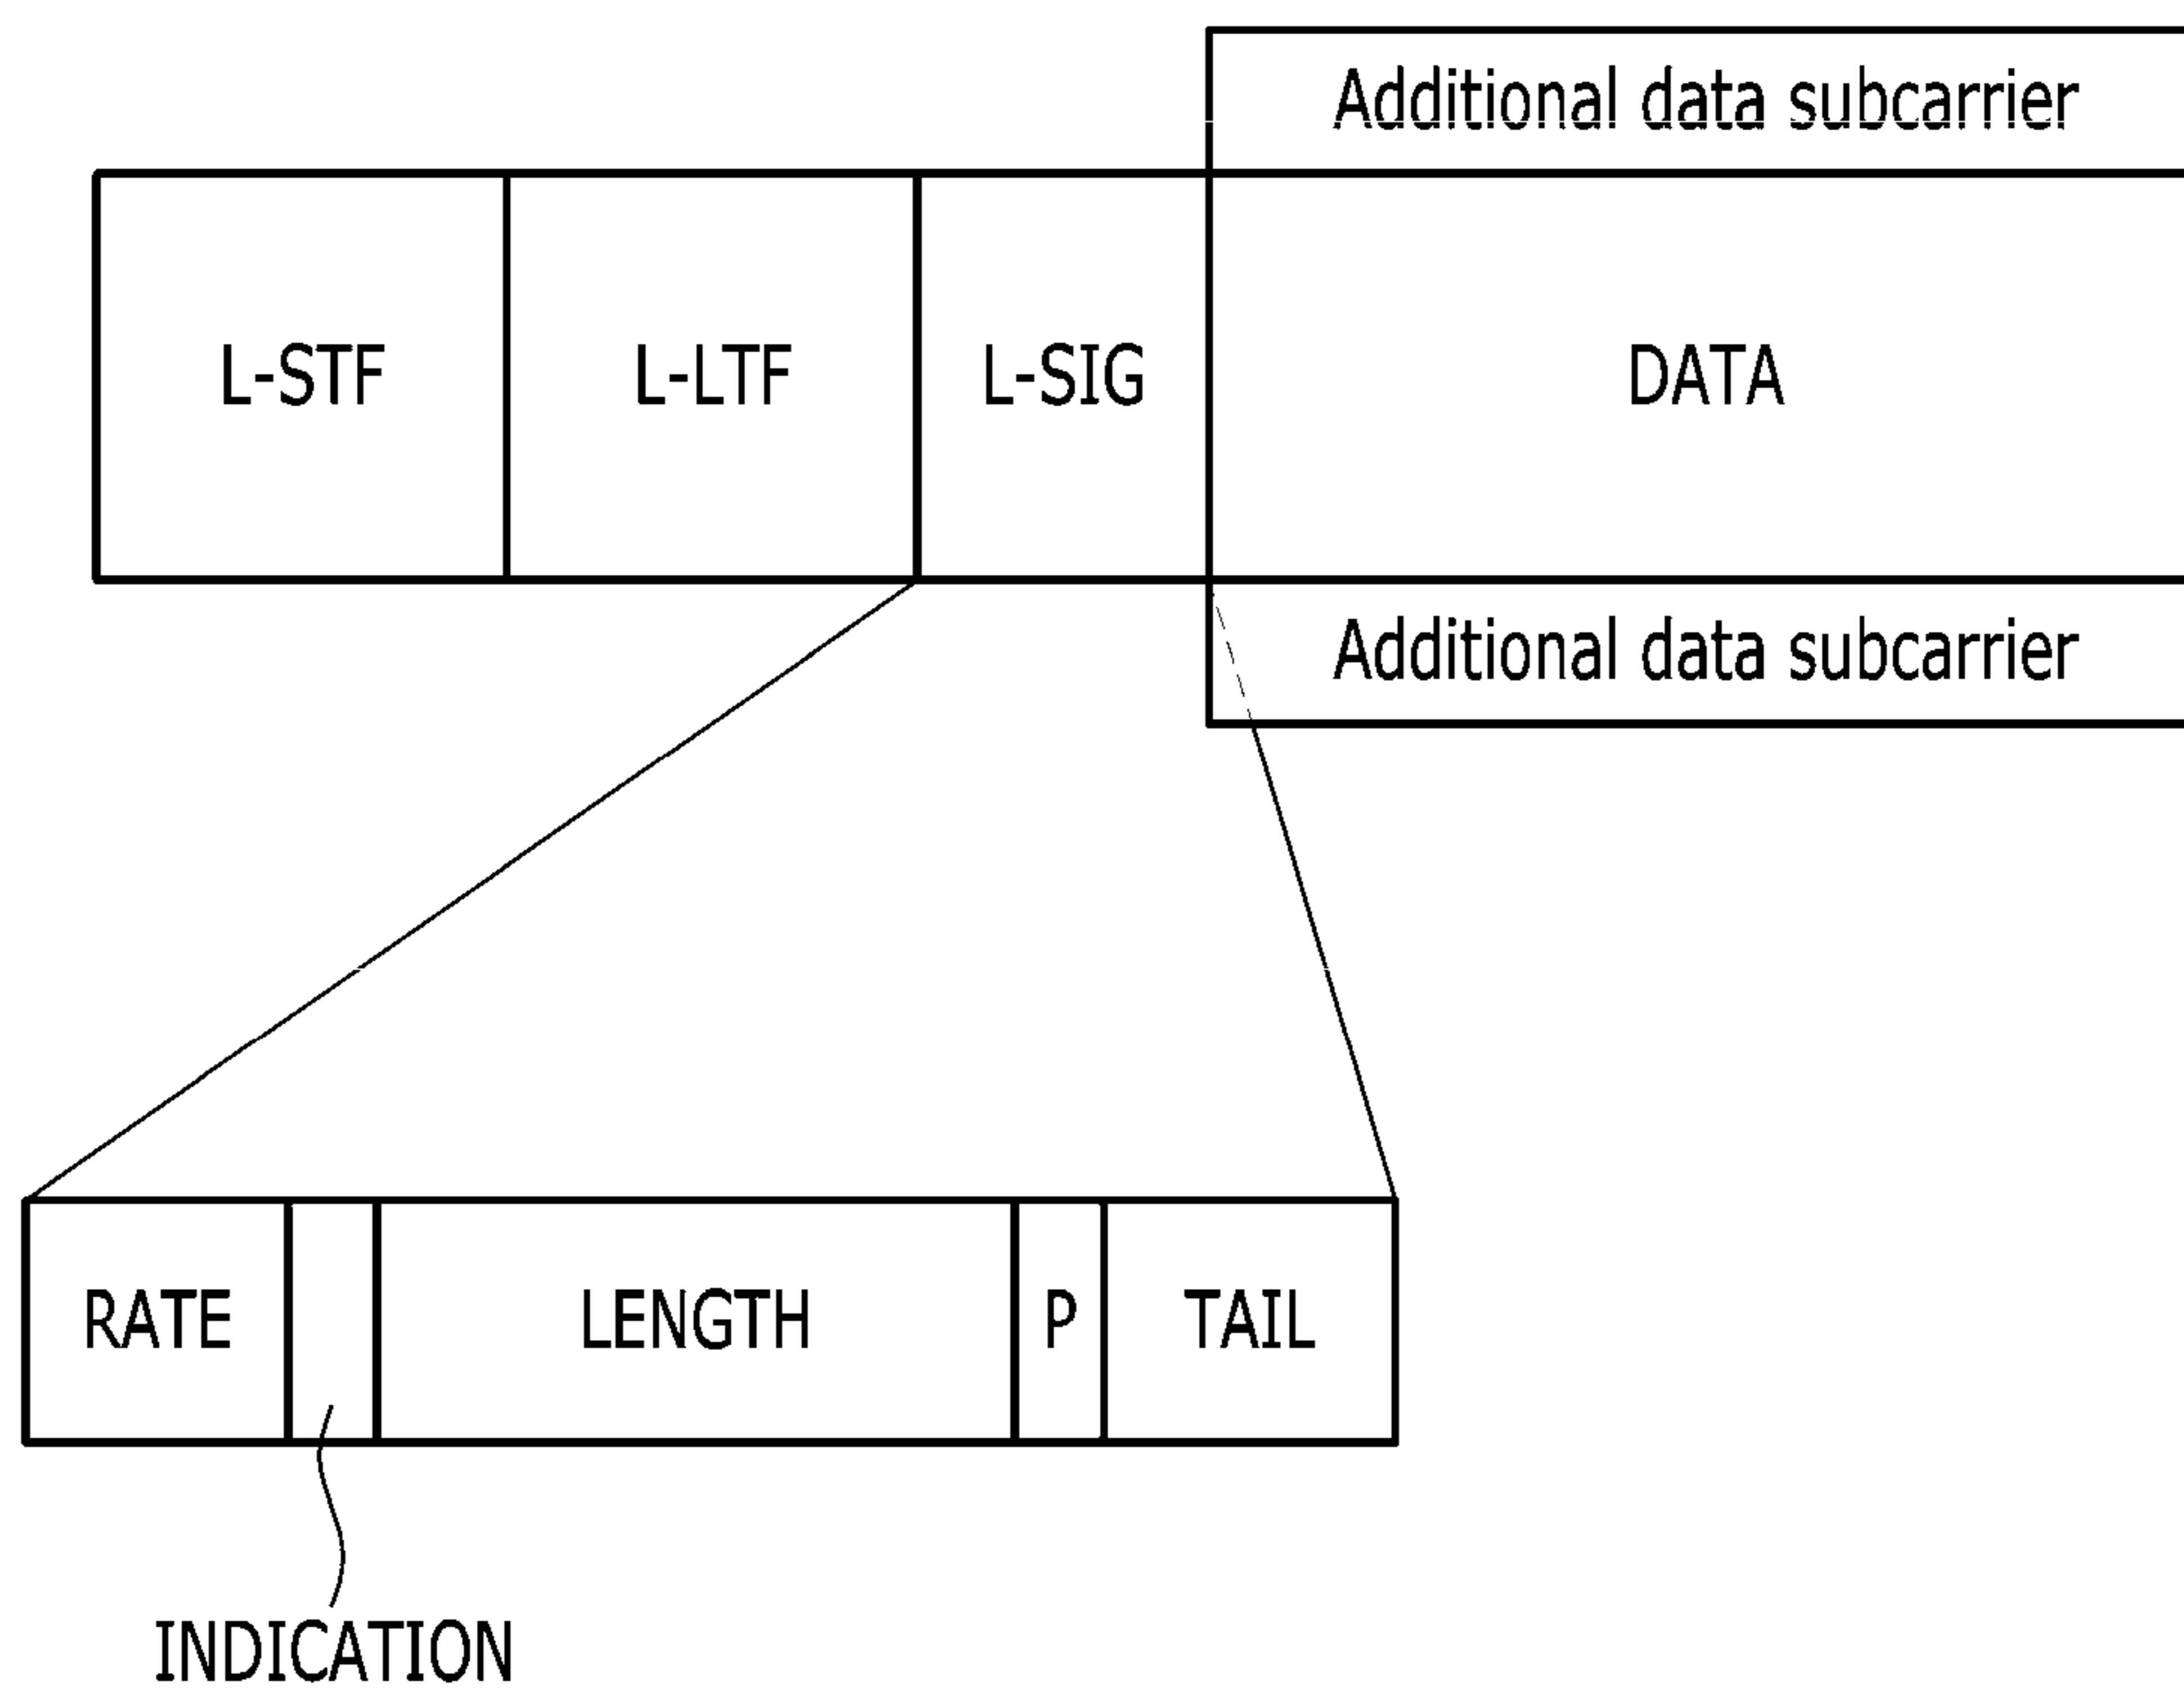 Additional data subcarrier
L-STF
L-LTF
L-SIG
DATA
Additional data subcarrier
RATE
LENGTH
P
TAIL
INDICATION